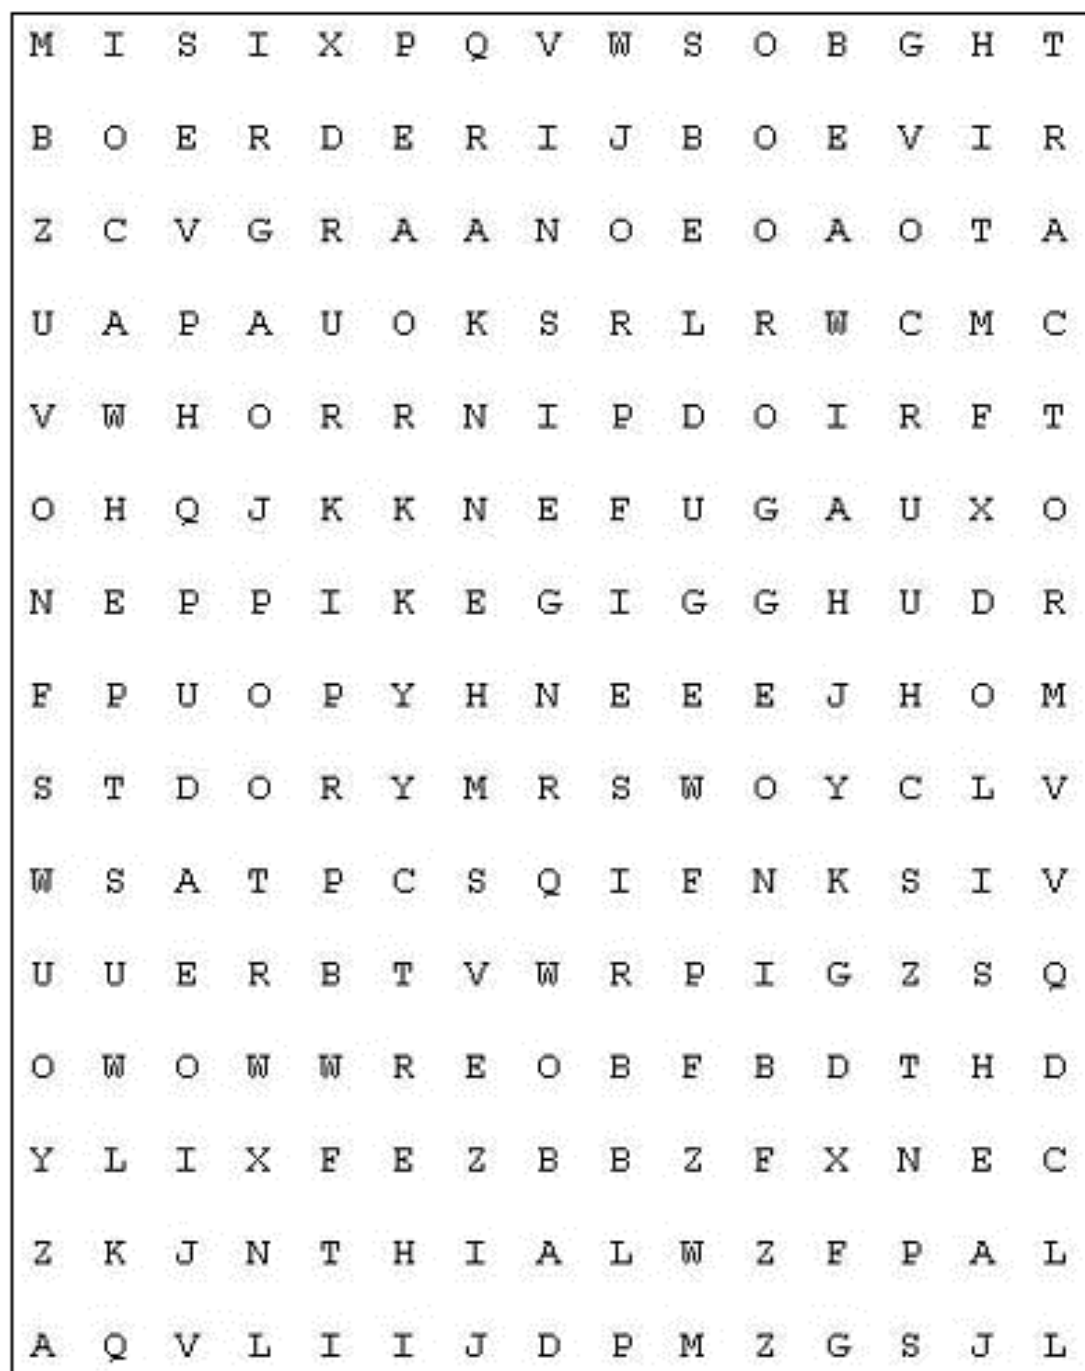 M I S I X P Q V W S O B G H T
B O E R D E R I J B O E V I R
Z C V G R A A N O E O A O T A
U A P A U O K S R L R W C M C
V W H O R R N I P D O I R F T
O H Q J K K N E F U G A U X O
N E P P I K E G I G G H U D R
F P U O P Y H N E E E J H O M
S T D O R Y M R S W O Y C L V
W S A T P C S Q I F N K S I V
U U E R B T V W R P I G Z S Q
O W O W W R E O B F B D T H D
Y L I X F E Z B B Z F X N E C
Z K J N T H I A L W Z F P A L
A Q V L I I J D P M Z G S J L